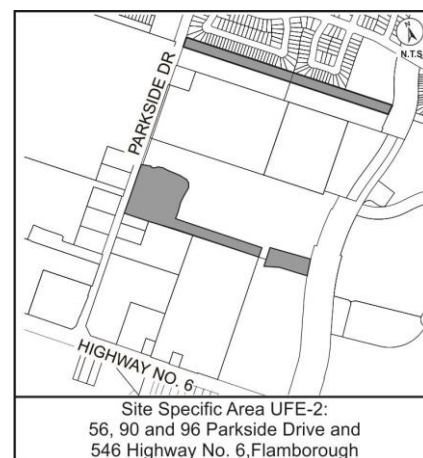 N
N.T.S
PARKSIDE DR
HIGHWAY NO. 6
Site Specific Area UFE-2:
56, 90 and 96 Parkside Drive and
546 Highway No. 6,Flamborough